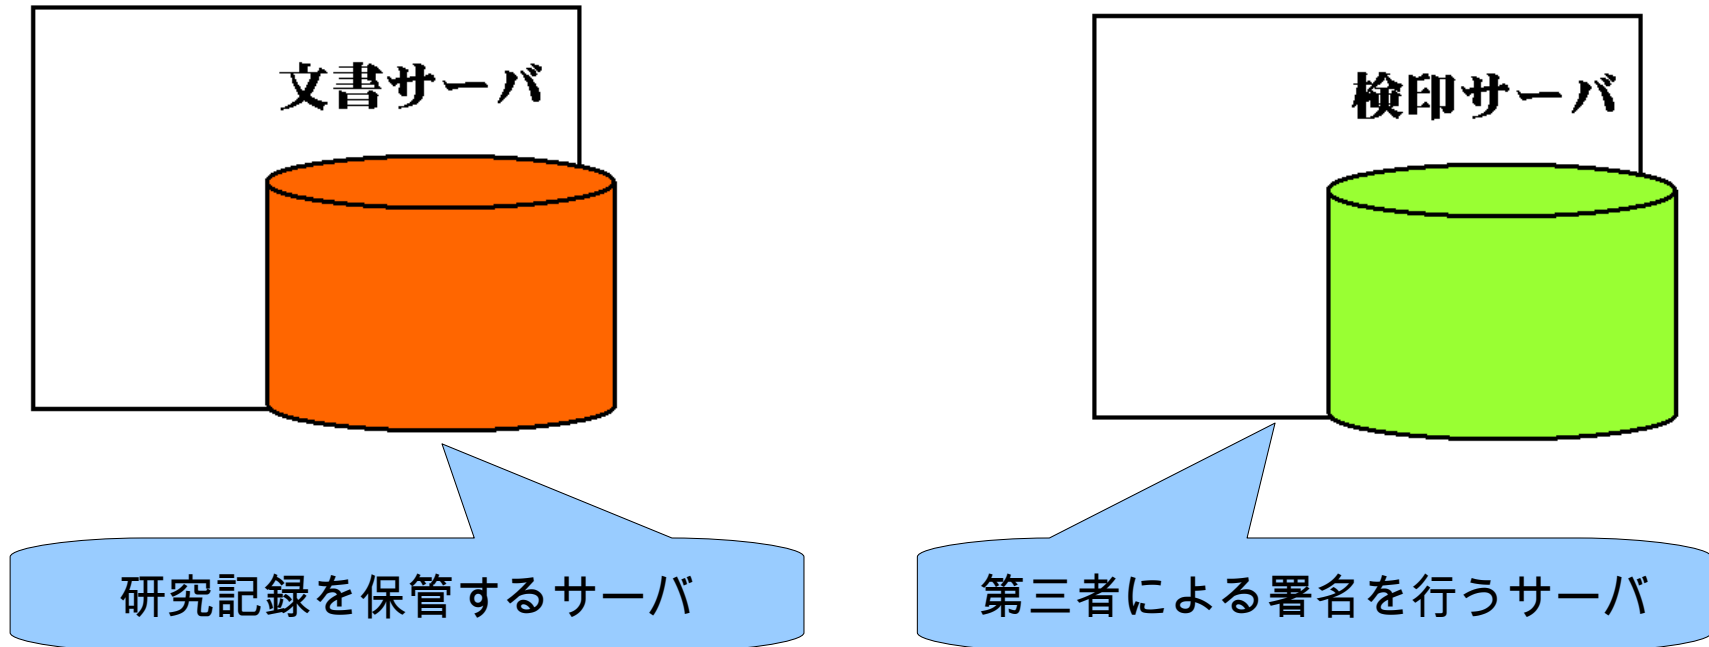 文書サーバ
検印サーバ
研究記録を保管するサーバ
第三者による署名を行うサーバ